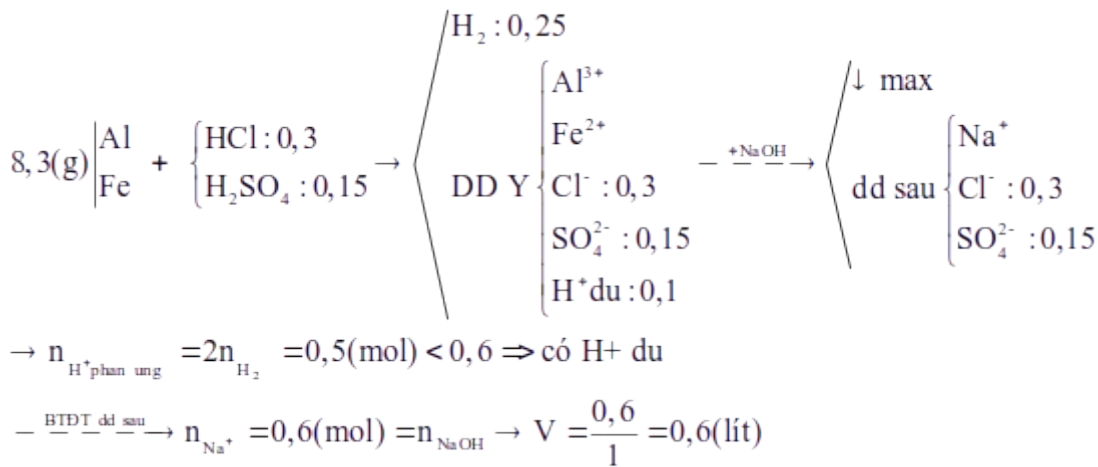 8,3(g) Al Fe + { HCl : 0,3 H₂SO₄ : 0,15 →
H₂ : 0,25
DD Y { Al³⁺ Fe²⁺ Cl⁻ : 0,3 SO₄²⁻ : 0,15 H⁺du : 0,1
+NaOH →
↓ max
dd sau { Na⁺ Cl⁻ : 0,3 SO₄²⁻ : 0,15
→ n H⁺phan ung = 2n H₂ = 0,5(mol) < 0,6 ⇒ có H+ du
BTĐT dd sau → n Na⁺ = 0,6(mol) = n NaOH → V = 0,6/1 = 0,6(lít)